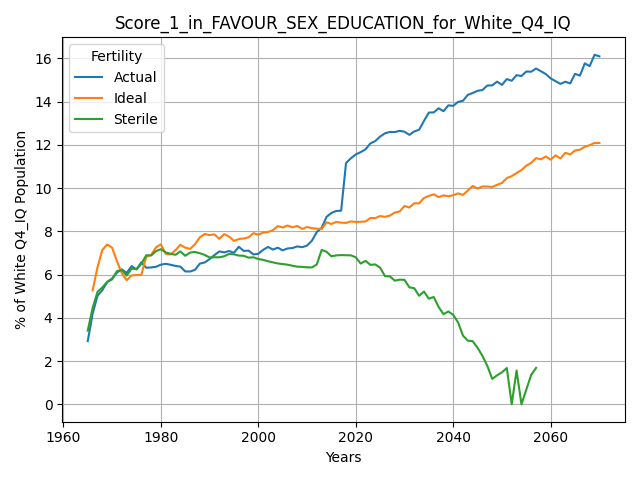 Score_1_in_FAVOUR_SEX_EDUCATION_for_White_Q4_IQ
Fertility
Actual
Ideal
Sterile
% of White Q4_IQ Population
16
14
12
10
8
6
4
2
0
1960 1980 2000 2020 2040 2060
Years